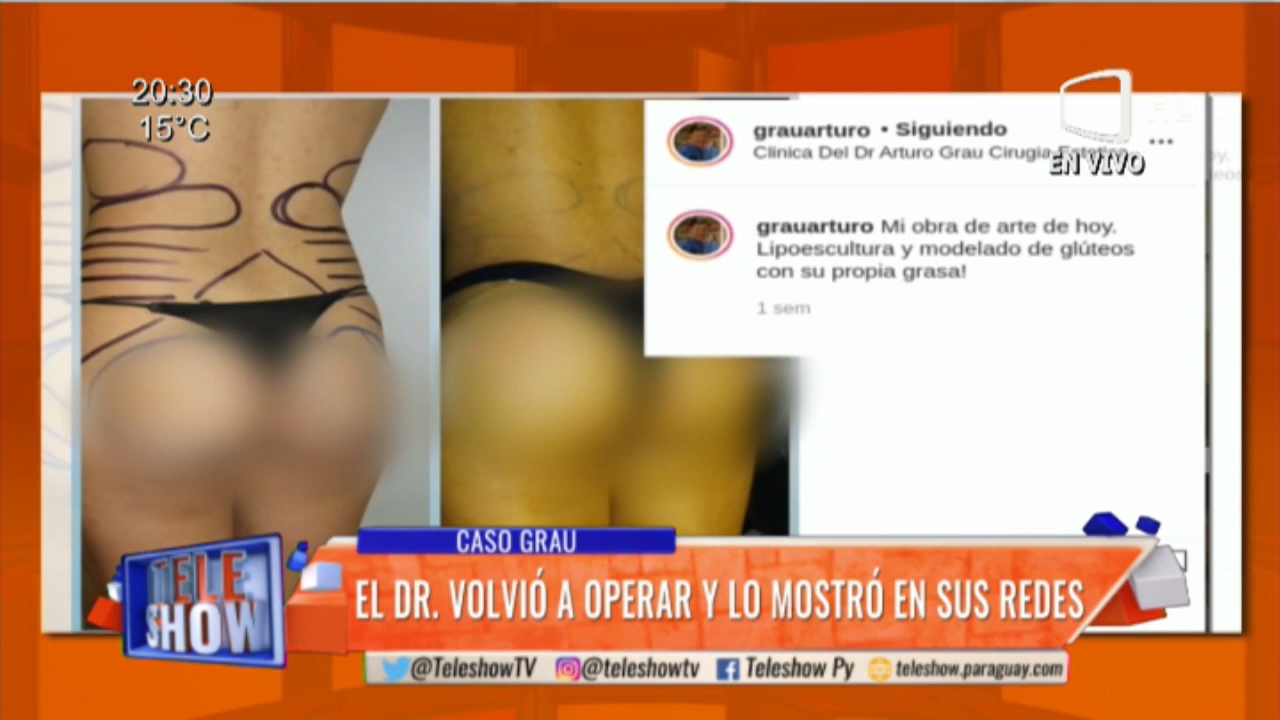 20:30
15°C
EN VIVO
grauarturo • Siguiendo
Clinica Del Dr Arturo Grau Cirugia Estetica
grauarturo Mi obra de arte de hoy.
Lipoescultura y modelado de glúteos
con su propia grasa!
1 sem
CASO GRAU
TELE
SHOW
EL DR. VOLVIÓ A OPERAR Y LO MOSTRÓ EN SUS REDES
@TeleshowTV @teleshowtv Teleshow Py teleshow.paraguay.com